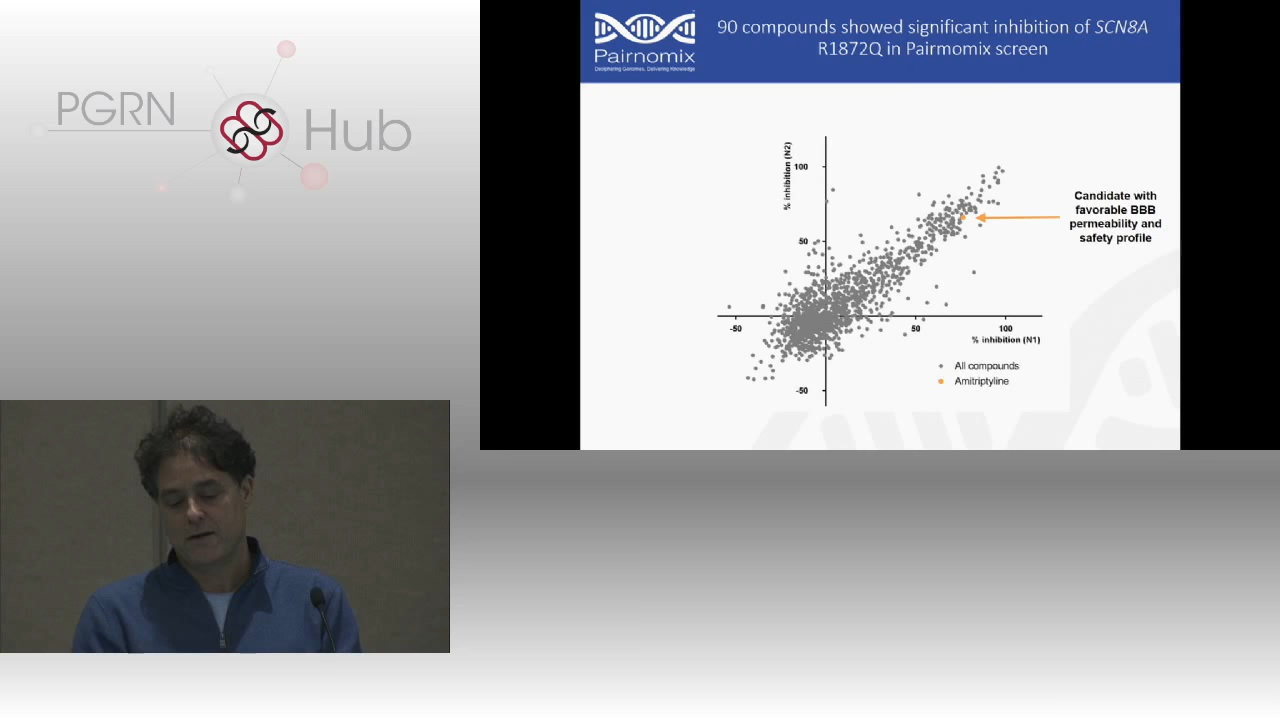 PGRN
Hub
Pairnomix
Deciphering Genomes, Delivering Knowledge
90 compounds showed significant inhibition of SCN8A
R1872Q in Pairmomix screen
% inhibition (N2)
100
50
-50
50
100
% inhibition (N1)
-50
Candidate with
favorable BBB
permeability and
safety profile
All compounds
Amitriptyline